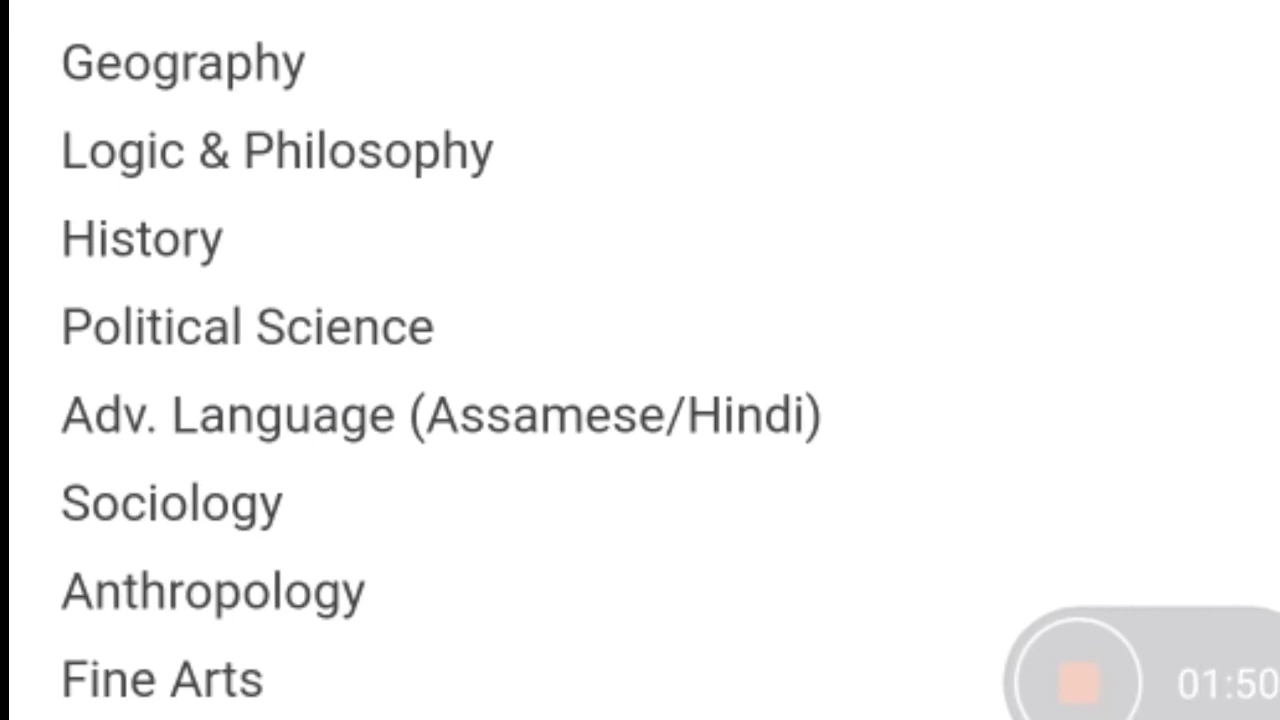 Geography
Logic & Philosophy
History
Political Science
Adv. Language (Assamese/Hindi)
Sociology
Anthropology
Fine Arts
01:50